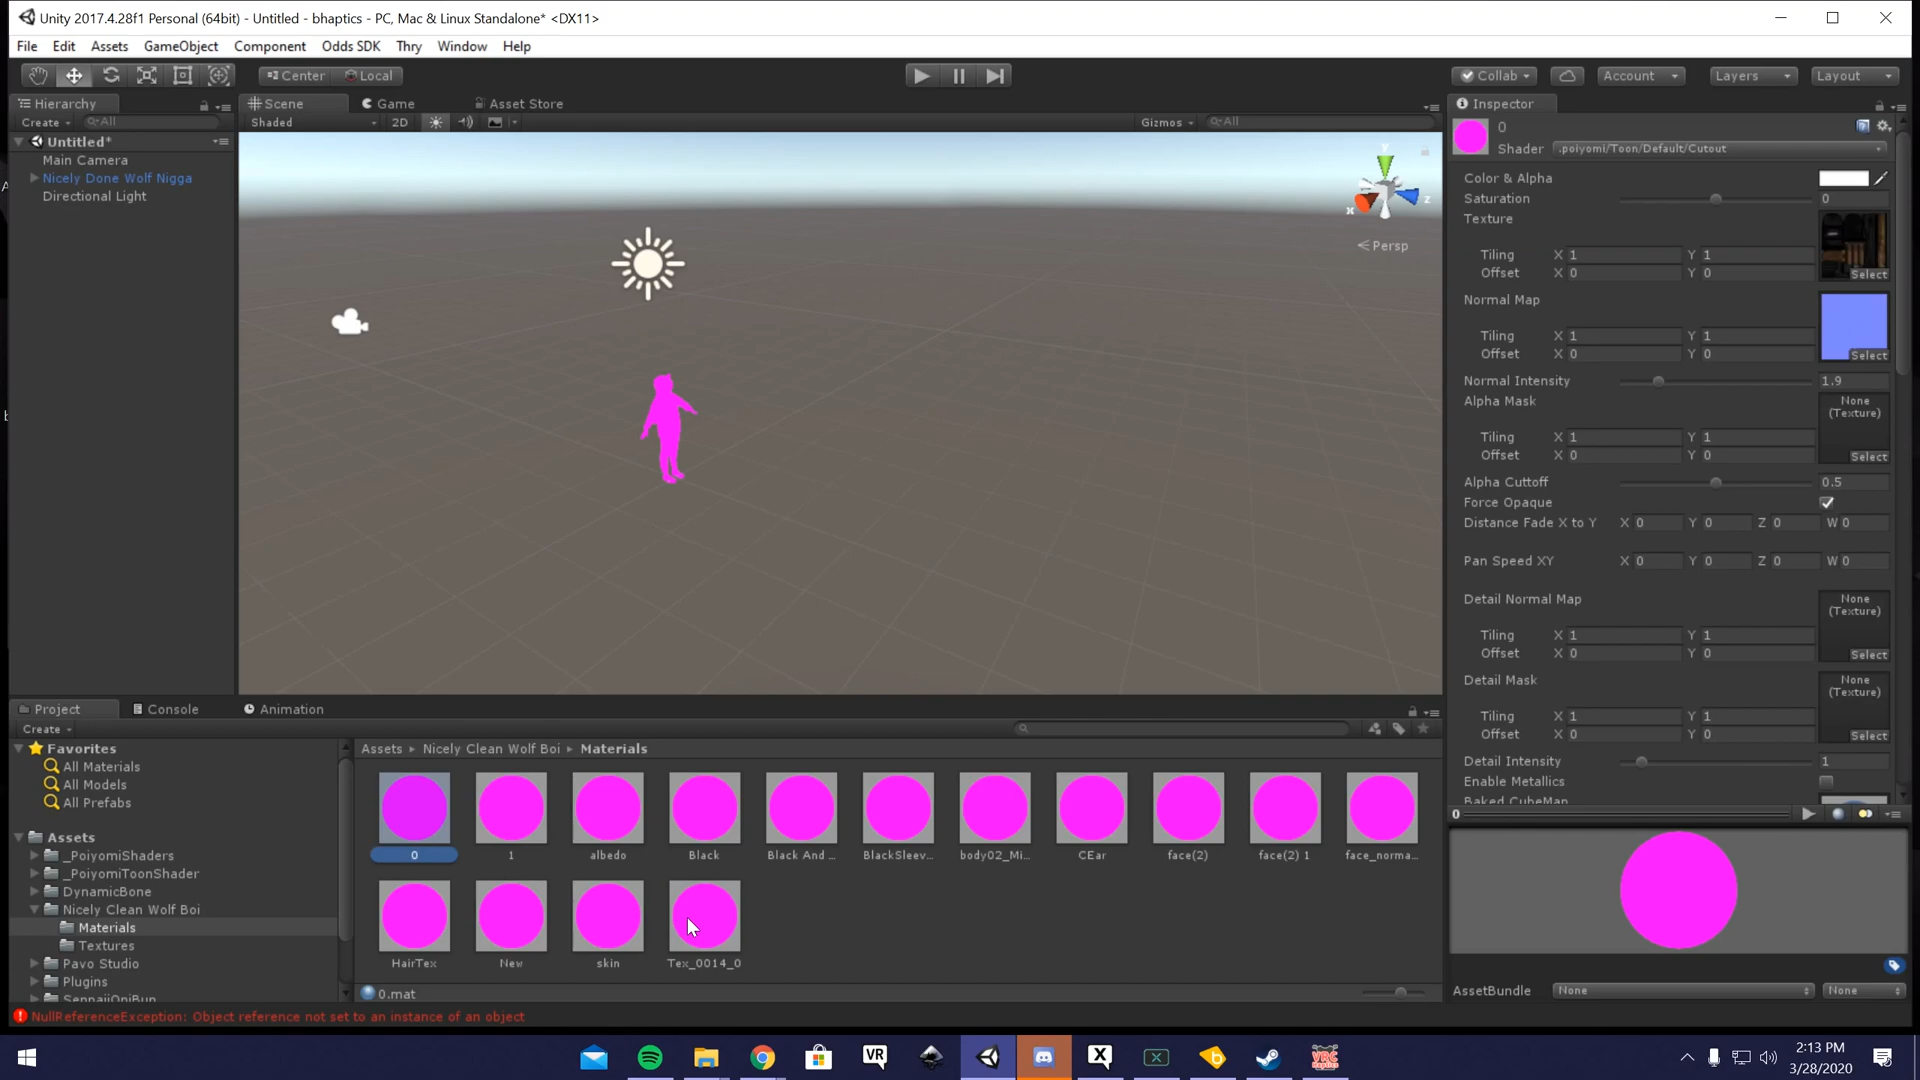 Unity 2017.4.28f1 Personal (64bit) - Untitled - bhaptics - PC, Mac & Linux Standalone* <DX11>
File Edit Assets GameObject Component Odds SDK Thry Window Help
Center Local Collab Account Layers Layout
Hierarchy
Create All
Untitled*
Main Camera
Nicely Done Wolf Nigga
Directional Light
Scene Game Asset Store
Shaded 2D Gizmos All
y
x
z
Persp
Inspector
0
Shader .poiyomi/Toon/Default/Cutout
Color & Alpha
Saturation 0
Texture
Tiling X 1 Y 1
Offset X 0 Y 0 Select
Normal Map
Tiling X 1 Y 1
Offset X 0 Y 0 Select
Normal Intensity 1.9
Alpha Mask None (Texture)
Tiling X 1 Y 1
Offset X 0 Y 0 Select
Alpha Cuttoff 0.5
Force Opaque
Distance Fade X to Y X 0 Y 0 Z 0 W 0
Pan Speed XY X 0 Y 0 Z 0 W 0
Detail Normal Map None (Texture)
Tiling X 1 Y 1
Offset X 0 Y 0 Select
Detail Mask None (Texture)
Tiling X 1 Y 1
Offset X 0 Y 0 Select
Detail Intensity 1
Enable Metallics
Baked CubeMap
0
AssetBundle None None
Project Console Animation
Create
Favorites
All Materials
All Models
All Prefabs
Assets
_PoiyomiShaders
_PoiyomiToonShader
DynamicBone
Nicely Clean Wolf Boi
Materials
Textures
Pavo Studio
Plugins
SenpaiiOniBun
Assets Nicely Clean Wolf Boi Materials
0 1 albedo Black Black And ... BlackSleev... body02_Mi... CEar face(2) face(2) 1 face_norma...
HairTex New skin Tex_0014_0
0.mat
NullReferenceException: Object reference not set to an instance of an object
VR
X
X
VRC
Haptics
2:13 PM
3/28/2020